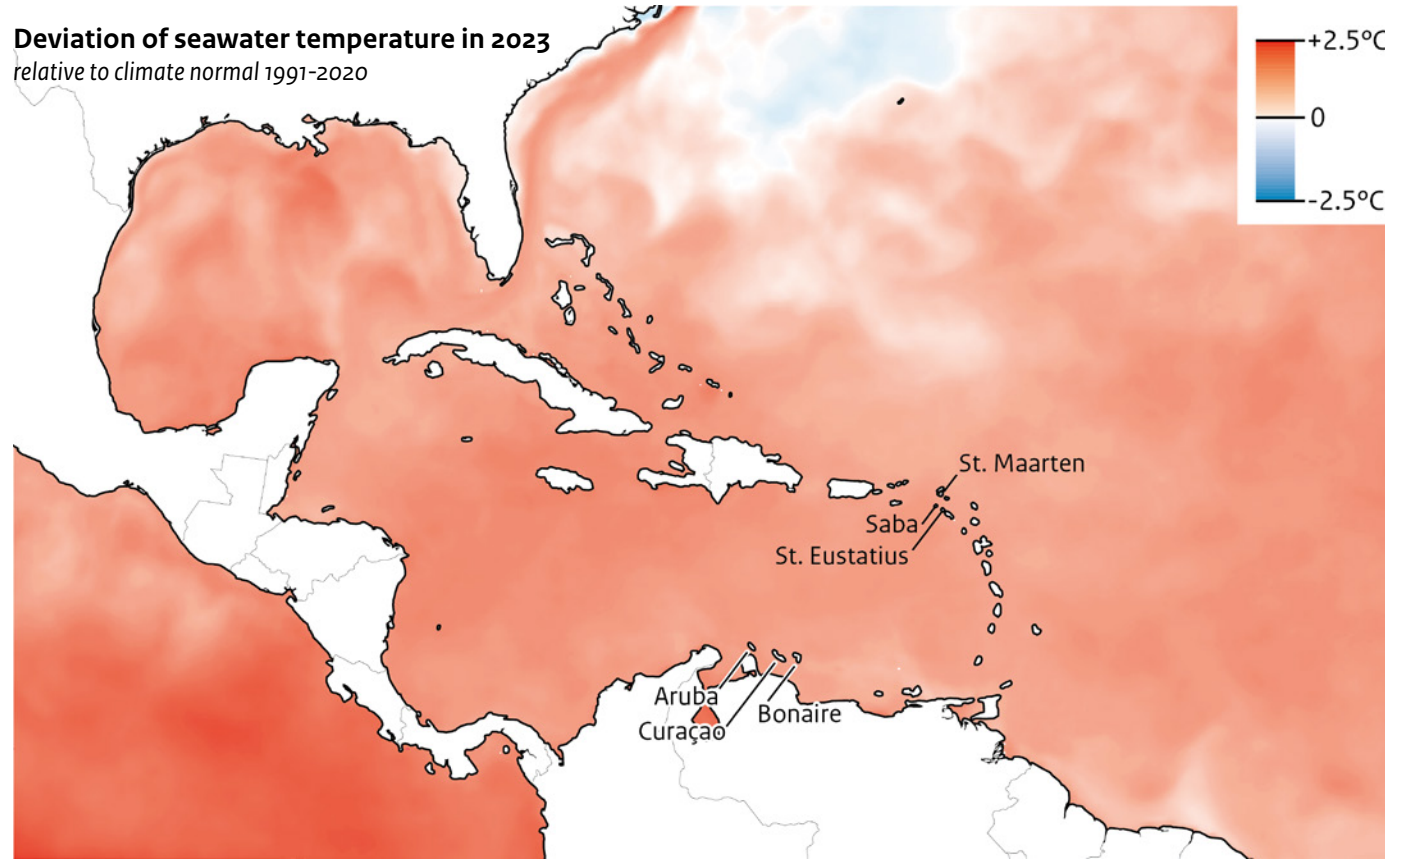 Deviation of seawater temperature in 2023
relative to climate normal 1991-2020
+2.5°C
0
-2.5°C
St. Maarten
Saba
St. Eustatius
Aruba
Bonaire
Curaçao